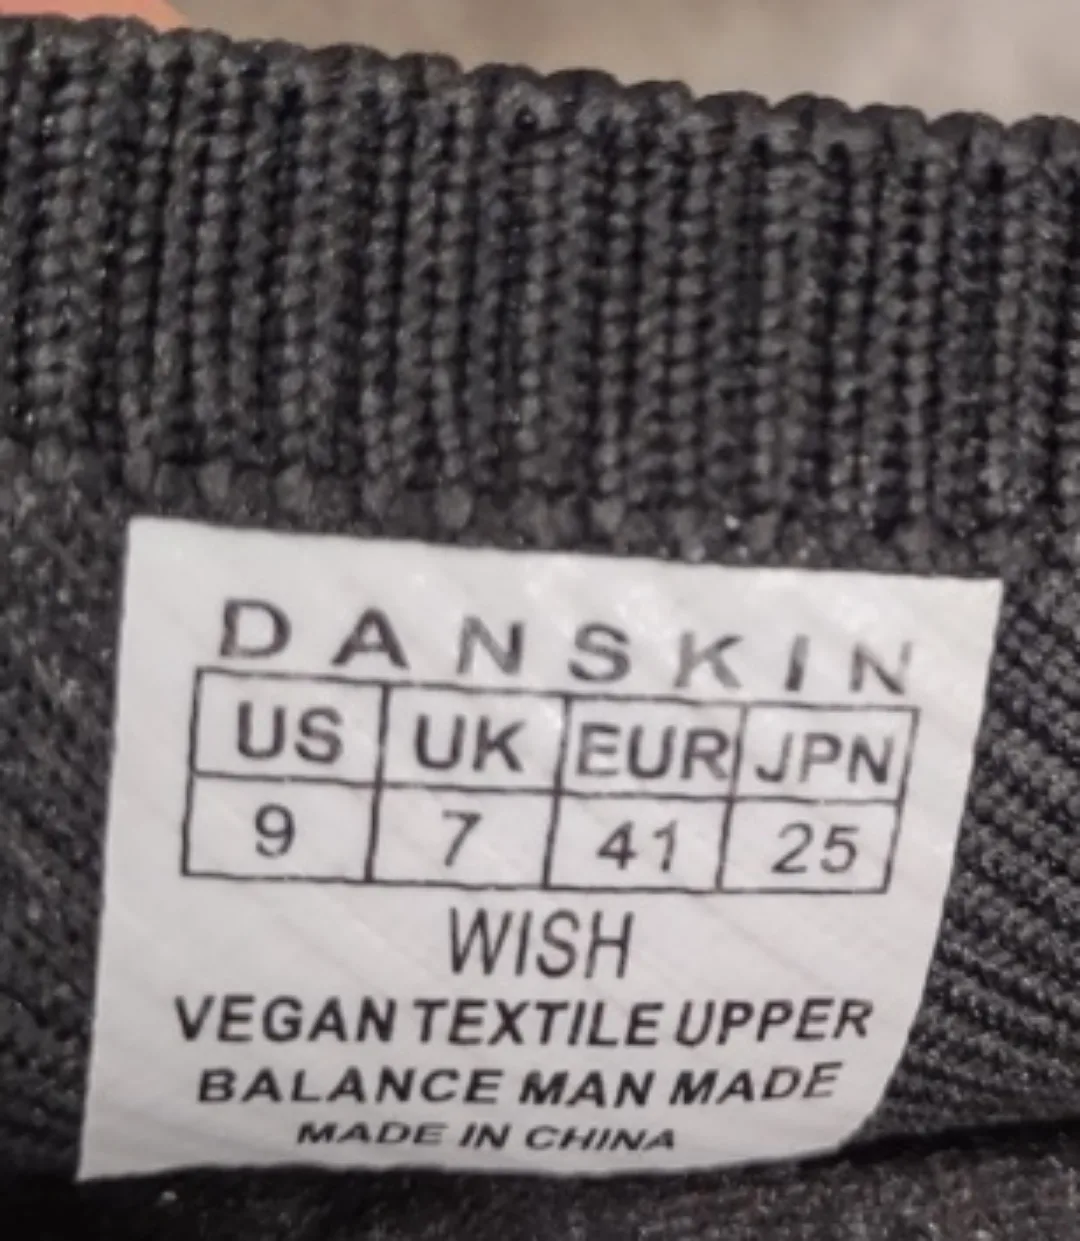 DANSKIN
US UK EUR JPN
9 7 41 25
WISH
VEGAN TEXTILE UPPER
BALANCE MAN MADE
MADE IN CHINA